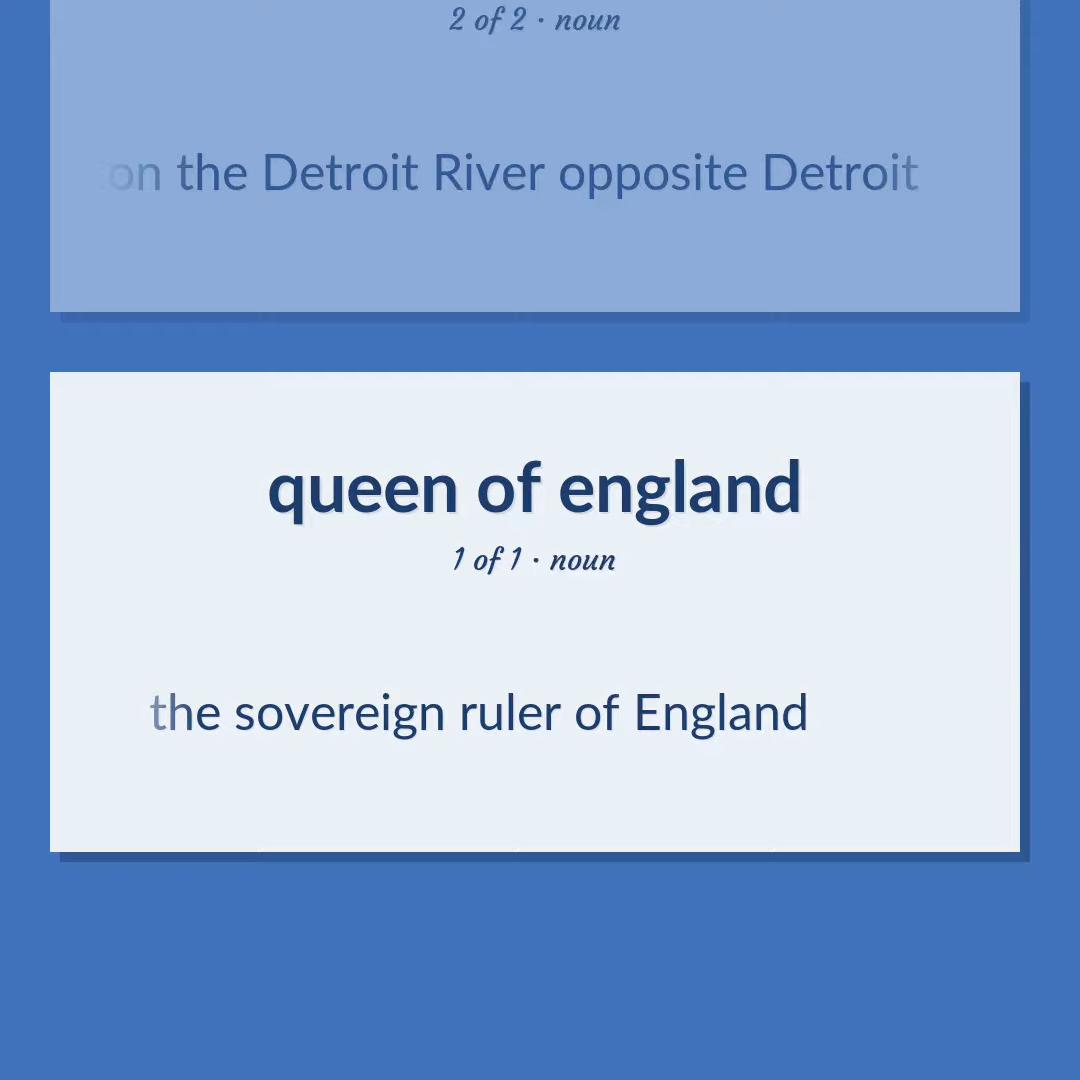 2 of 2 · noun
on the Detroit River opposite Detroit
queen of england
1 of 1 · noun
the sovereign ruler of England